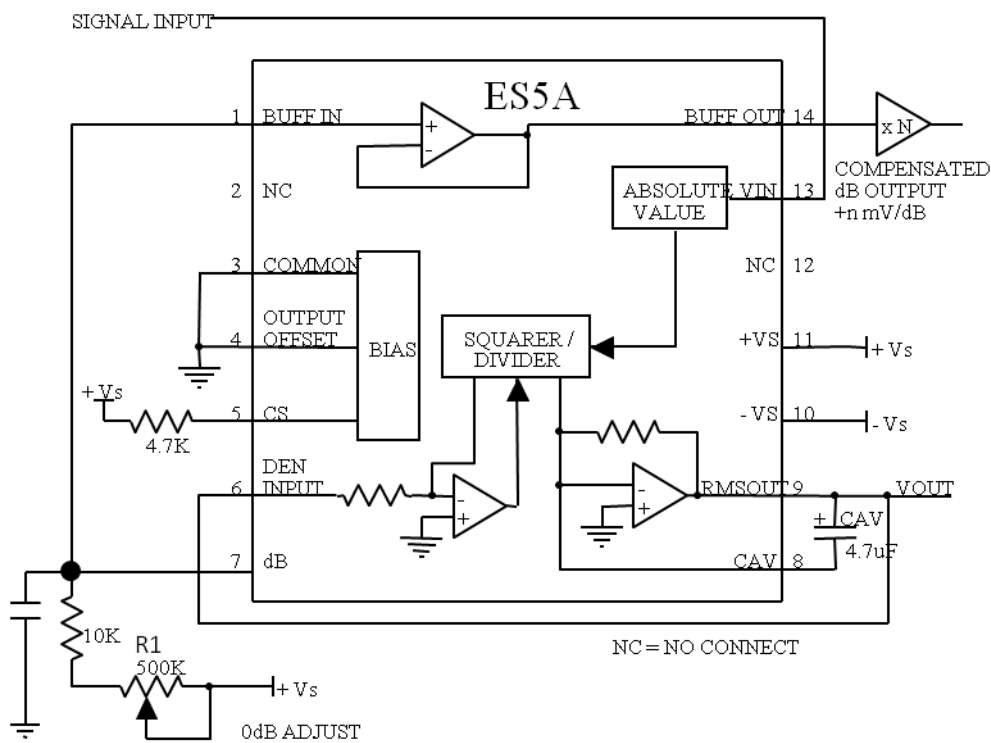 SIGNAL INPUT
ES5A
1 BUFF IN
+
-
BUFF OUT 14
x N
COMPENSATED
dB OUTPUT
+n mV/dB
2 NC
ABSOLUTE
VALUE
VIN 13
3 COMMON
NC 12
OUTPUT
4 OFFSET
BIAS
SQUARER /
DIVIDER
+VS 11
+ Vs
+ Vs
5 CS
4.7K
- VS 10
- Vs
DEN
6 INPUT
-
+
-
+
RMSOUT 9
VOUT
+ CAV
4.7uF
7 dB
CAV 8
10K
R1
500K
+ Vs
0dB ADJUST
NC = NO CONNECT